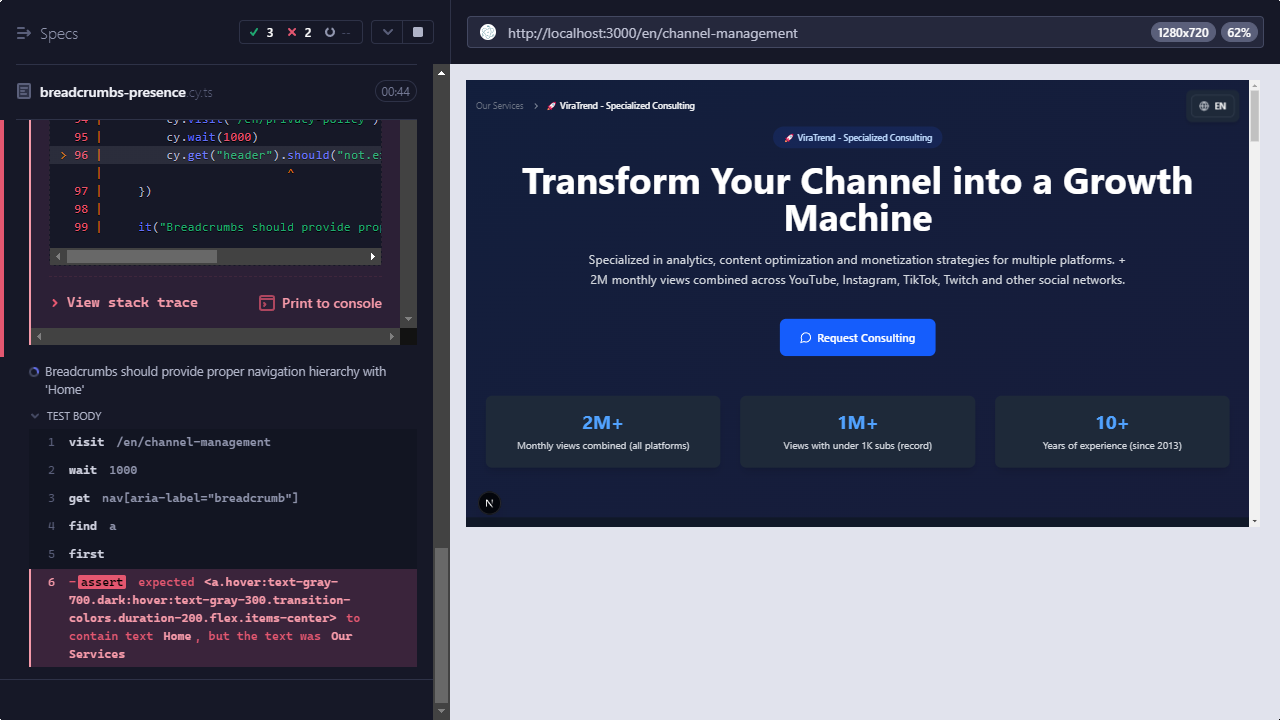 Specs
3
2
--
breadcrumbs-presence.cy.ts
00:44
94 | cy.visit("/en/privacy-policy")
95 | cy.wait(1000)
> 96 | cy.get("header").should("not.e
| ^
97 | })
98 |
99 | it("Breadcrumbs should provide pro
> View stack trace
Print to console
Breadcrumbs should provide proper navigation hierarchy with
'Home'
TEST BODY
1 visit /en/channel-management
2 wait 1000
3 get nav[aria-label="breadcrumb"]
4 find a
5 first
6 -assert expected <a.hover:text-gray-
700.dark:hover:text-gray-300.transition-
colors.duration-200.flex.items-center> to
contain text Home, but the text was Our
Services
http://localhost:3000/en/channel-management
1280x720
62%
Our Services > 🚀 ViraTrend - Specialized Consulting
EN
🚀 ViraTrend - Specialized Consulting
Transform Your Channel into a Growth
Machine
Specialized in analytics, content optimization and monetization strategies for multiple platforms. +
2M monthly views combined across YouTube, Instagram, TikTok, Twitch and other social networks.
Request Consulting
2M+
Monthly views combined (all platforms)
1M+
Views with under 1K subs (record)
10+
Years of experience (since 2013)
N